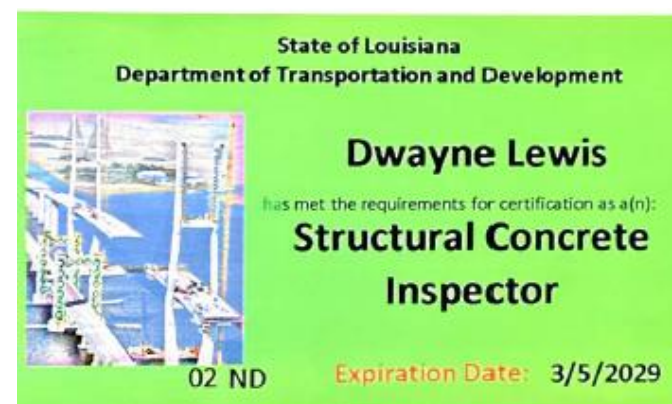 State of Louisiana
Department of Transportation and Development
Dwayne Lewis
has met the requirements for certification as a(n):
Structural Concrete
Inspector
02 ND
Expiration Date: 3/5/2029